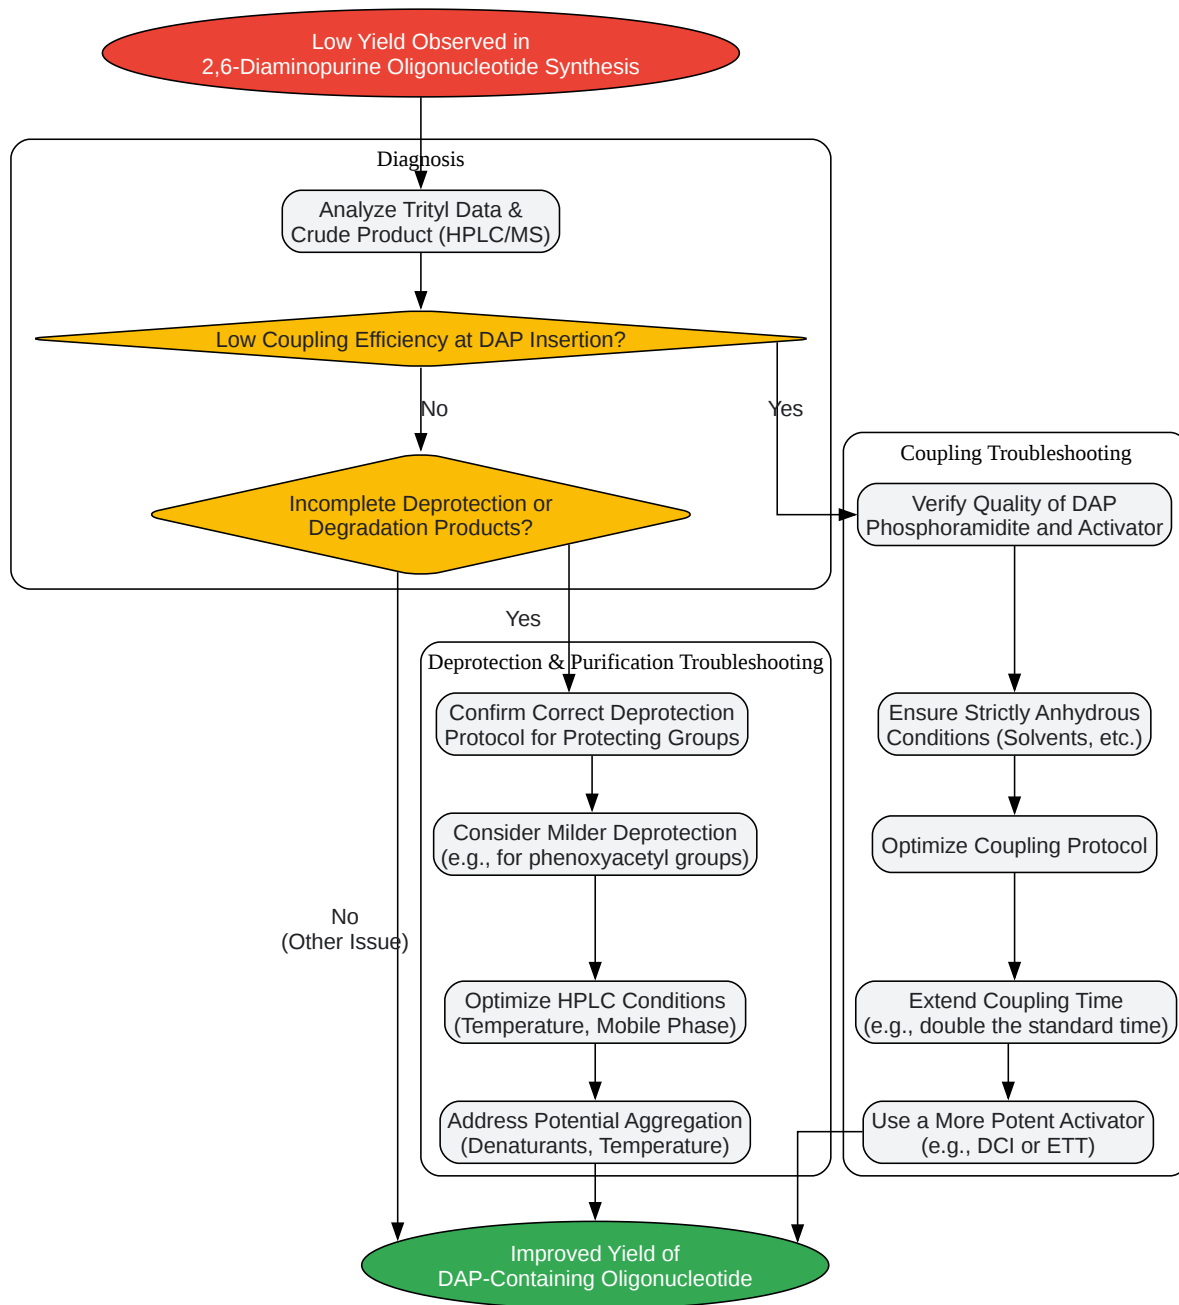 Low Yield Observed in
2,6-Diaminopurine Oligonucleotide Synthesis
Diagnosis
Analyze Trityl Data &
Crude Product (HPLC/MS)
Low Coupling Efficiency at DAP Insertion?
No
Yes
Incomplete Deprotection or
Degradation Products?
Coupling Troubleshooting
Verify Quality of DAP
Phosphoramidite and Activator
Yes
Deprotection & Purification Troubleshooting
Confirm Correct Deprotection
Protocol for Protecting Groups
Ensure Strictly Anhydrous
Conditions (Solvents, etc.)
Consider Milder Deprotection
(e.g., for phenoxyacetyl groups)
Optimize Coupling Protocol
No
(Other Issue)
Optimize HPLC Conditions
(Temperature, Mobile Phase)
Extend Coupling Time
(e.g., double the standard time)
Address Potential Aggregation
(Denaturants, Temperature)
Use a More Potent Activator
(e.g., DCI or ETT)
Improved Yield of
DAP-Containing Oligonucleotide